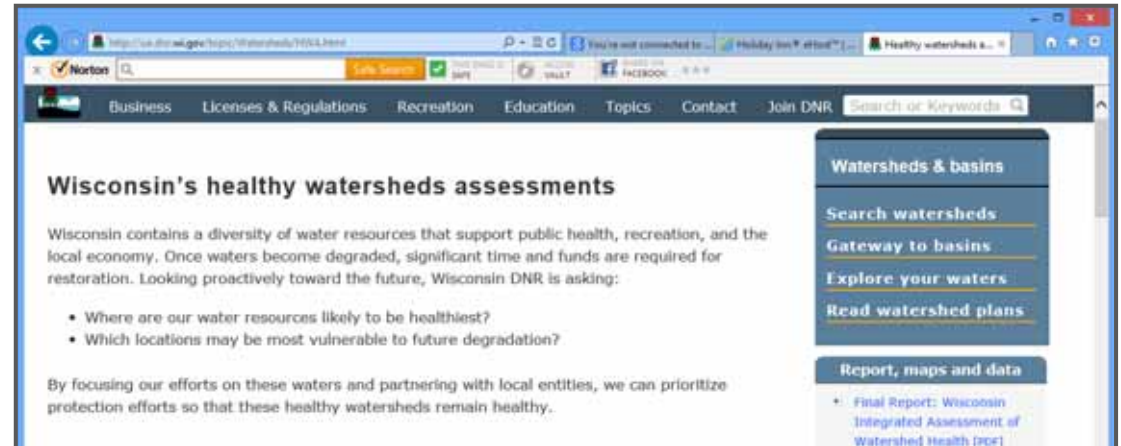 Norton
Safe Search
SAFE
VAULT
FACEBOOK
Healthy watersheds a...
Business Licenses & Regulations Recreation Education Topics Contact Join DNR Search or Keywords
Wisconsin's healthy watersheds assessments
Wisconsin contains a diversity of water resources that support public health, recreation, and the
local economy. Once waters become degraded, significant time and funds are required for
restoration. Looking proactively toward the future, Wisconsin DNR is asking:
• Where are our water resources likely to be healthiest?
• Which locations may be most vulnerable to future degradation?
By focusing our efforts on these waters and partnering with local entities, we can prioritize
protection efforts so that these healthy watersheds remain healthy.
Watersheds & basins
Search watersheds
Gateway to basins
Explore your waters
Read watershed plans
Report, maps and data
• Final Report: Wisconsin
Integrated Assessment of
Watershed Health [PDF]